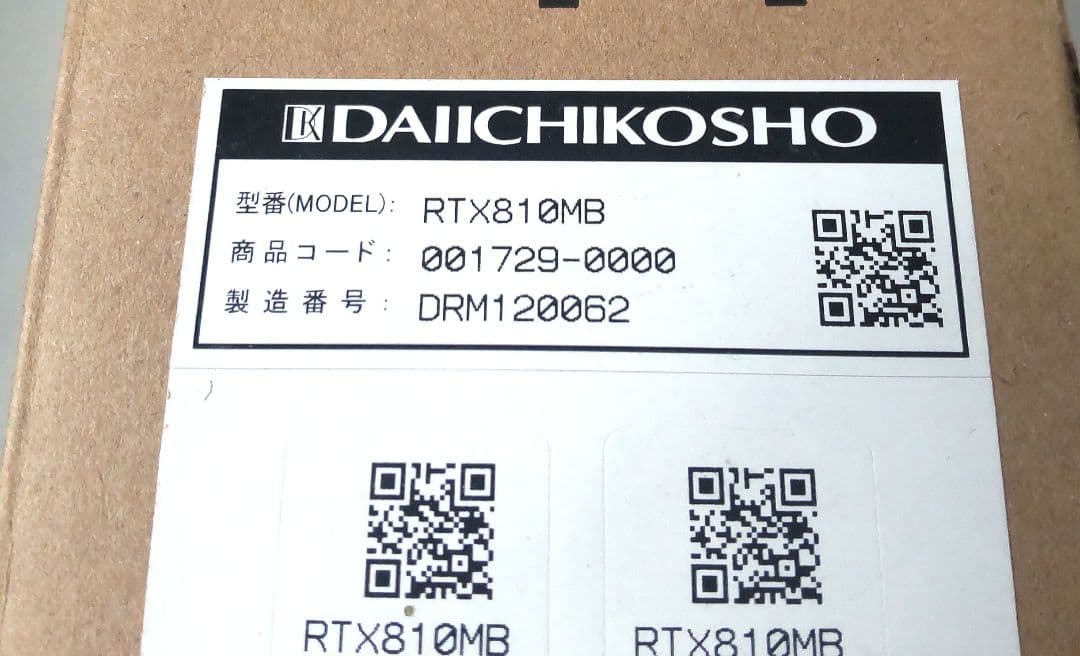 DK DAIICHIKOSHO
型番(MODEL): RTX810MB
商品コード: 001729-0000
製造番号: DRM120062
RTX810MB RTX810MB